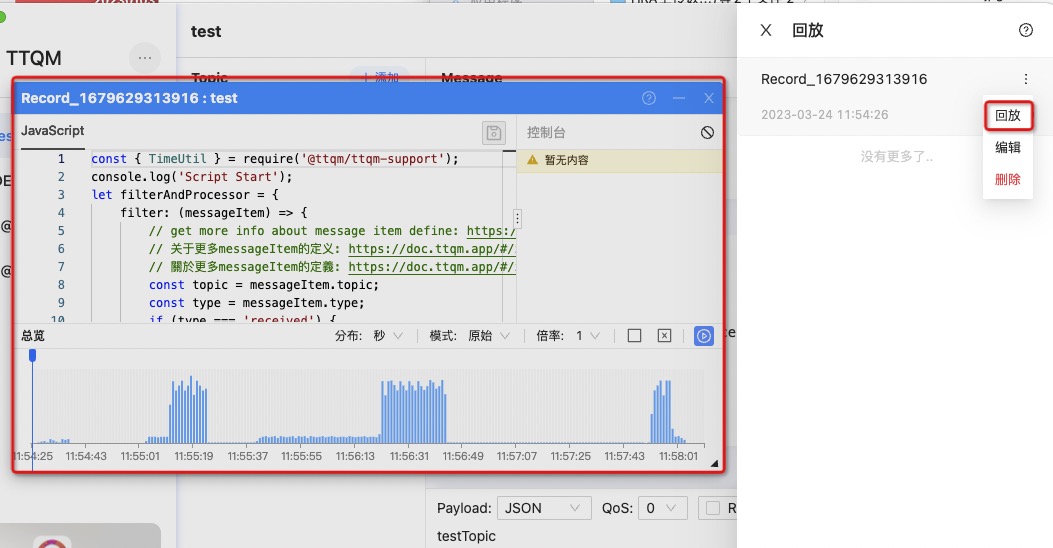 test
TTQM
Topic
添加
Message
Record_1679629313916 : test
JavaScript
控制台
暂无内容
1 const { TimeUtil } = require('@ttqm/ttqm-support');
2 console.log('Script Start');
3 let filterAndProcessor = {
4 filter: (messageItem) => {
5 // get more info about message item define: https:/
6 // 关于更多messageItem的定义: https://doc.ttqm.app/#/
7 // 關於更多messageItem的定義: https://doc.ttqm.app/#/
8 const topic = messageItem.topic;
9 const type = messageItem.type;
10 if (type === 'received') {
总览
分布: 秒
模式: 原始
倍率: 1
11:54:25 11:54:43 11:55:01 11:55:19 11:55:37 11:55:55 11:56:13 11:56:31 11:56:49 11:57:07 11:57:25 11:57:43 11:58:01
Payload: JSON QoS: 0 R
testTopic
回放
Record_1679629313916
2023-03-24 11:54:26
回放
编辑
删除
没有更多了..